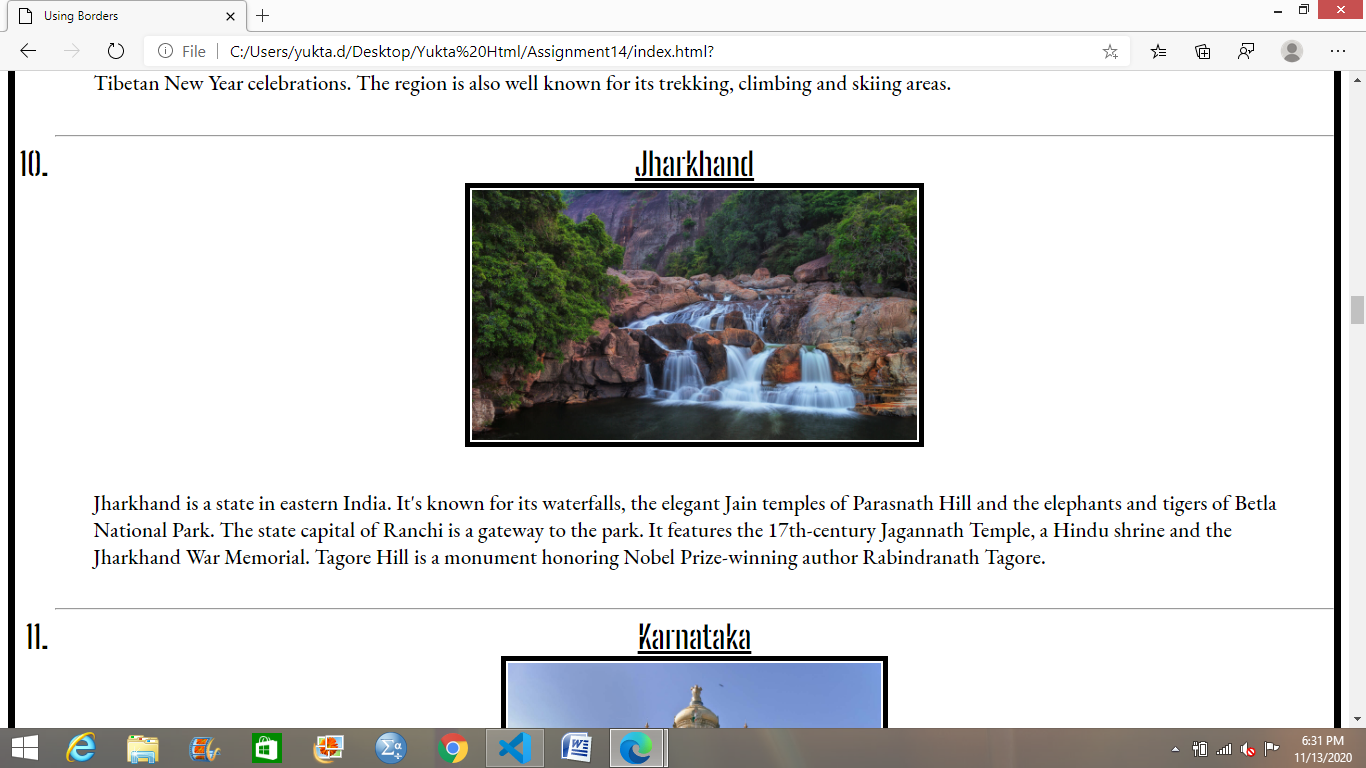 Using Borders
File
C:/Users/yukta.d/Desktop/Yukta%20Html/Assignment14/index.html?
Tibetan New Year celebrations. The region is also well known for its trekking, climbing and skiing areas.
10. Jharkhand
Jharkhand is a state in eastern India. It's known for its waterfalls, the elegant Jain temples of Parasnath Hill and the elephants and tigers of Betla
National Park. The state capital of Ranchi is a gateway to the park. It features the 17th-century Jagannath Temple, a Hindu shrine and the
Jharkhand War Memorial. Tagore Hill is a monument honoring Nobel Prize-winning author Rabindranath Tagore.
11. Karnataka
6:31 PM
11/13/2020